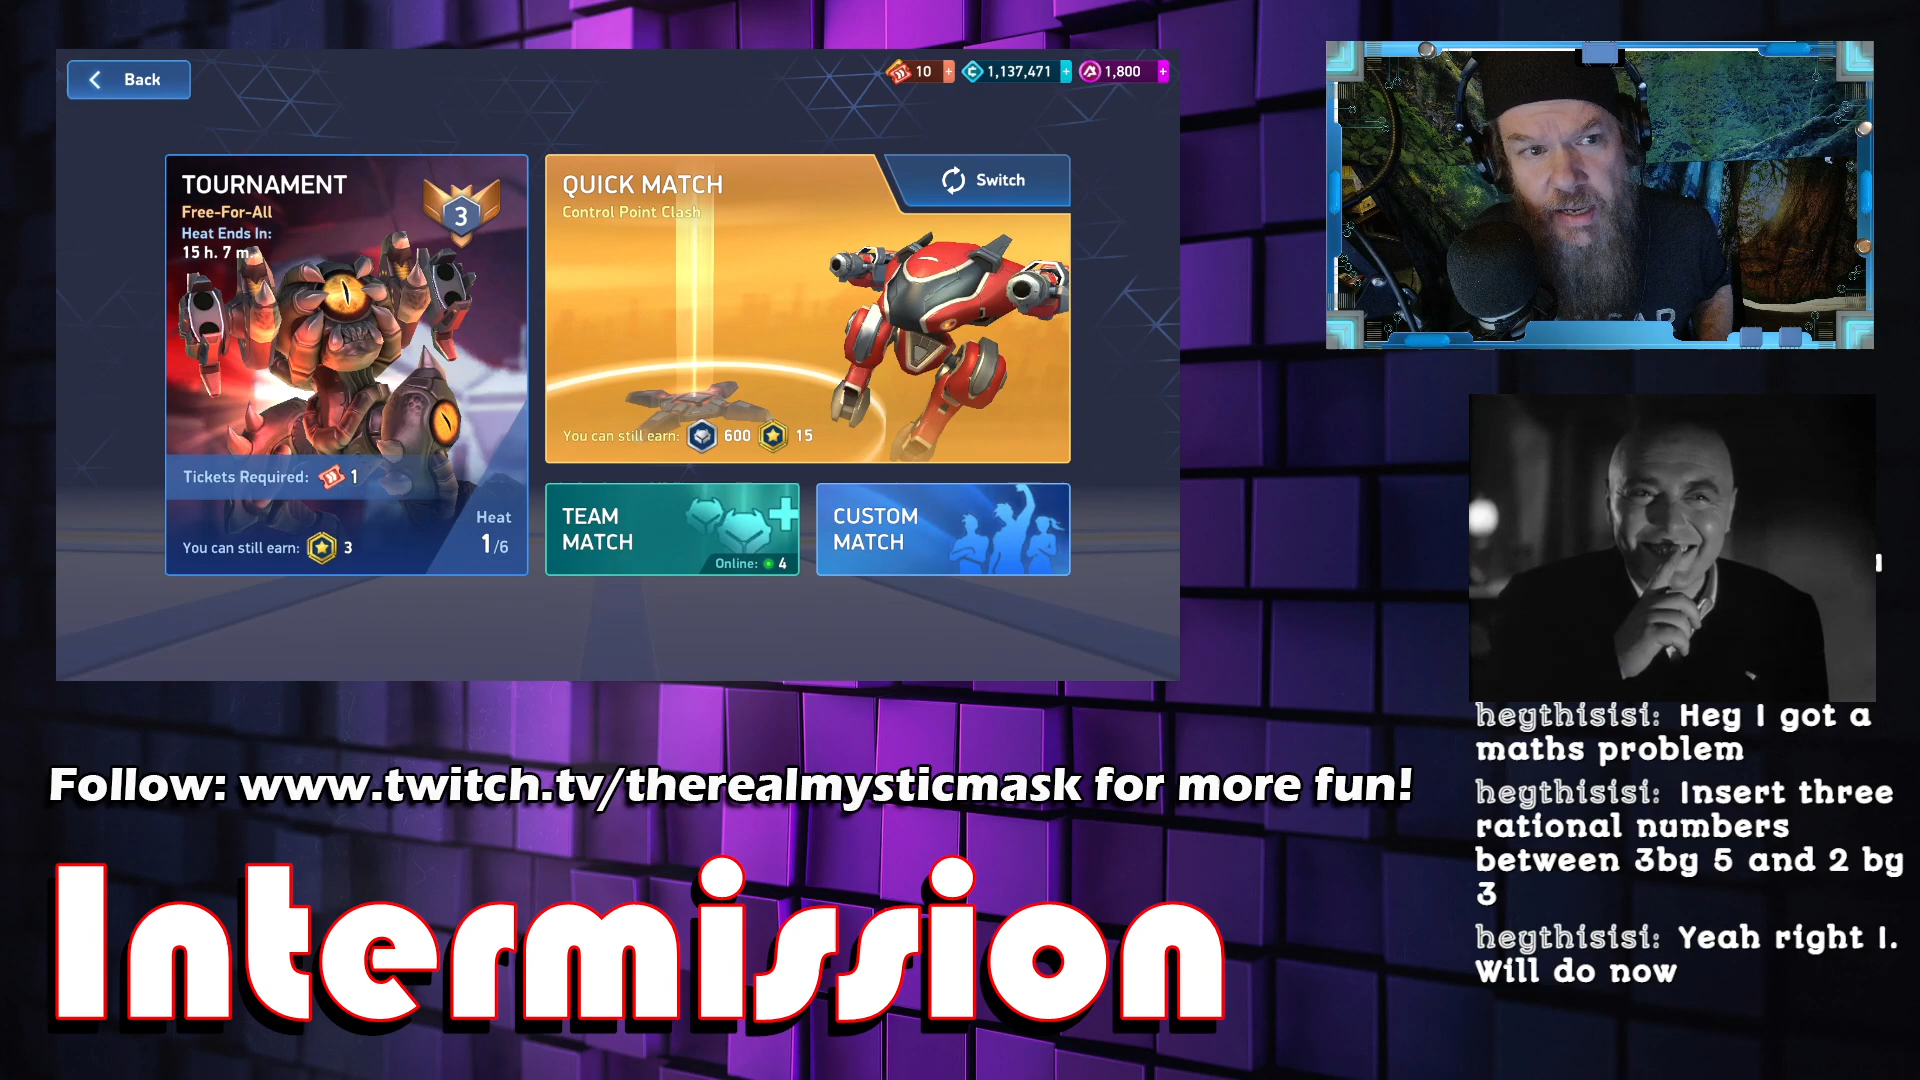 Back
10
1,137,471
1,800
TOURNAMENT
Free-For-All
Heat Ends In:
15 h. 7 m.
3
Tickets Required: 1
You can still earn: 3
Heat
1/6
QUICK MATCH
Control Point Clash
Switch
You can still earn: 600 15
TEAM
MATCH
Online: 4
CUSTOM
MATCH
hegthisisi: Hey I got a
maths problem
hegthisisi: Insert three
rational numbers
between 3by 5 and 2 by
3
hegthisisi: Yeah right I.
Will do now
Follow: www.twitch.tv/therealmysticmask for more fun!
Intermission